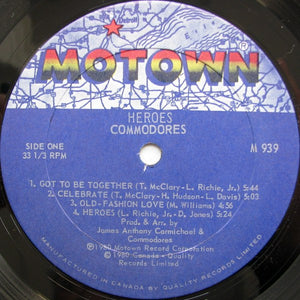 Detroit
MOTOWN
HEROES
COMMODORES
SIDE ONE
33 1/3 RPM
M 939
1. GOT TO BE TOGETHER (T. McClary - L. Richie, Jr.) 5:44
2. CELEBRATE (T. McClary - H. Hudson - L. Davis) 5:03
3. OLD-FASHION LOVE (M. Williams) 4:56
4. HEROES (L. Richie, Jr. - D. Jones) 5:24
Prod. & Arr. by
James Anthony Carmichael &
Commodores
℗1980 Motown Record Corporation
©1980 Canada - Quality
Records Limited
MANUFACTURED IN CANADA BY QUALITY RECORDS LIMITED